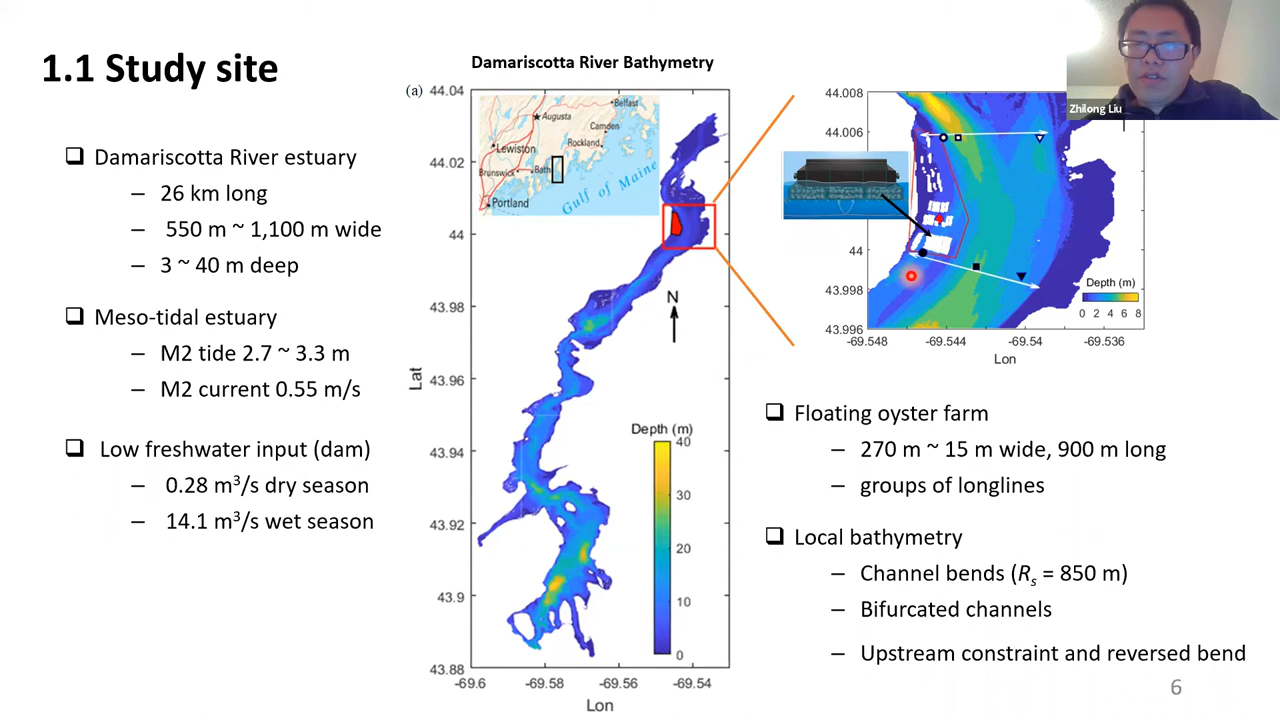 1.1 Study site
❑ Damariscotta River estuary
– 26 km long
– 550 m ~ 1,100 m wide
– 3 ~ 40 m deep
❑ Meso-tidal estuary
– M2 tide 2.7 ~ 3.3 m
– M2 current 0.55 m/s
❑ Low freshwater input (dam)
– 0.28 m³/s dry season
– 14.1 m³/s wet season
Damariscotta River Bathymetry
(a)
44.04
44.02
44
43.98
43.96
43.94
43.92
43.9
43.88
Lat
-69.6
-69.58
-69.56
-69.54
Lon
Belfast
Augusta
Camden
Rockland
Lewiston
Brunswick
Bath
Portland
Gulf of Maine
N
Depth (m)
40
30
20
10
0
Zhilong Liu
44.008
44.006
44
43.998
43.996
-69.548
-69.544
-69.54
-69.536
Lon
Depth (m)
0 2 4 6 8
❑ Floating oyster farm
– 270 m ~ 15 m wide, 900 m long
– groups of longlines
❑ Local bathymetry
– Channel bends (Rs = 850 m)
– Bifurcated channels
– Upstream constraint and reversed bend
6